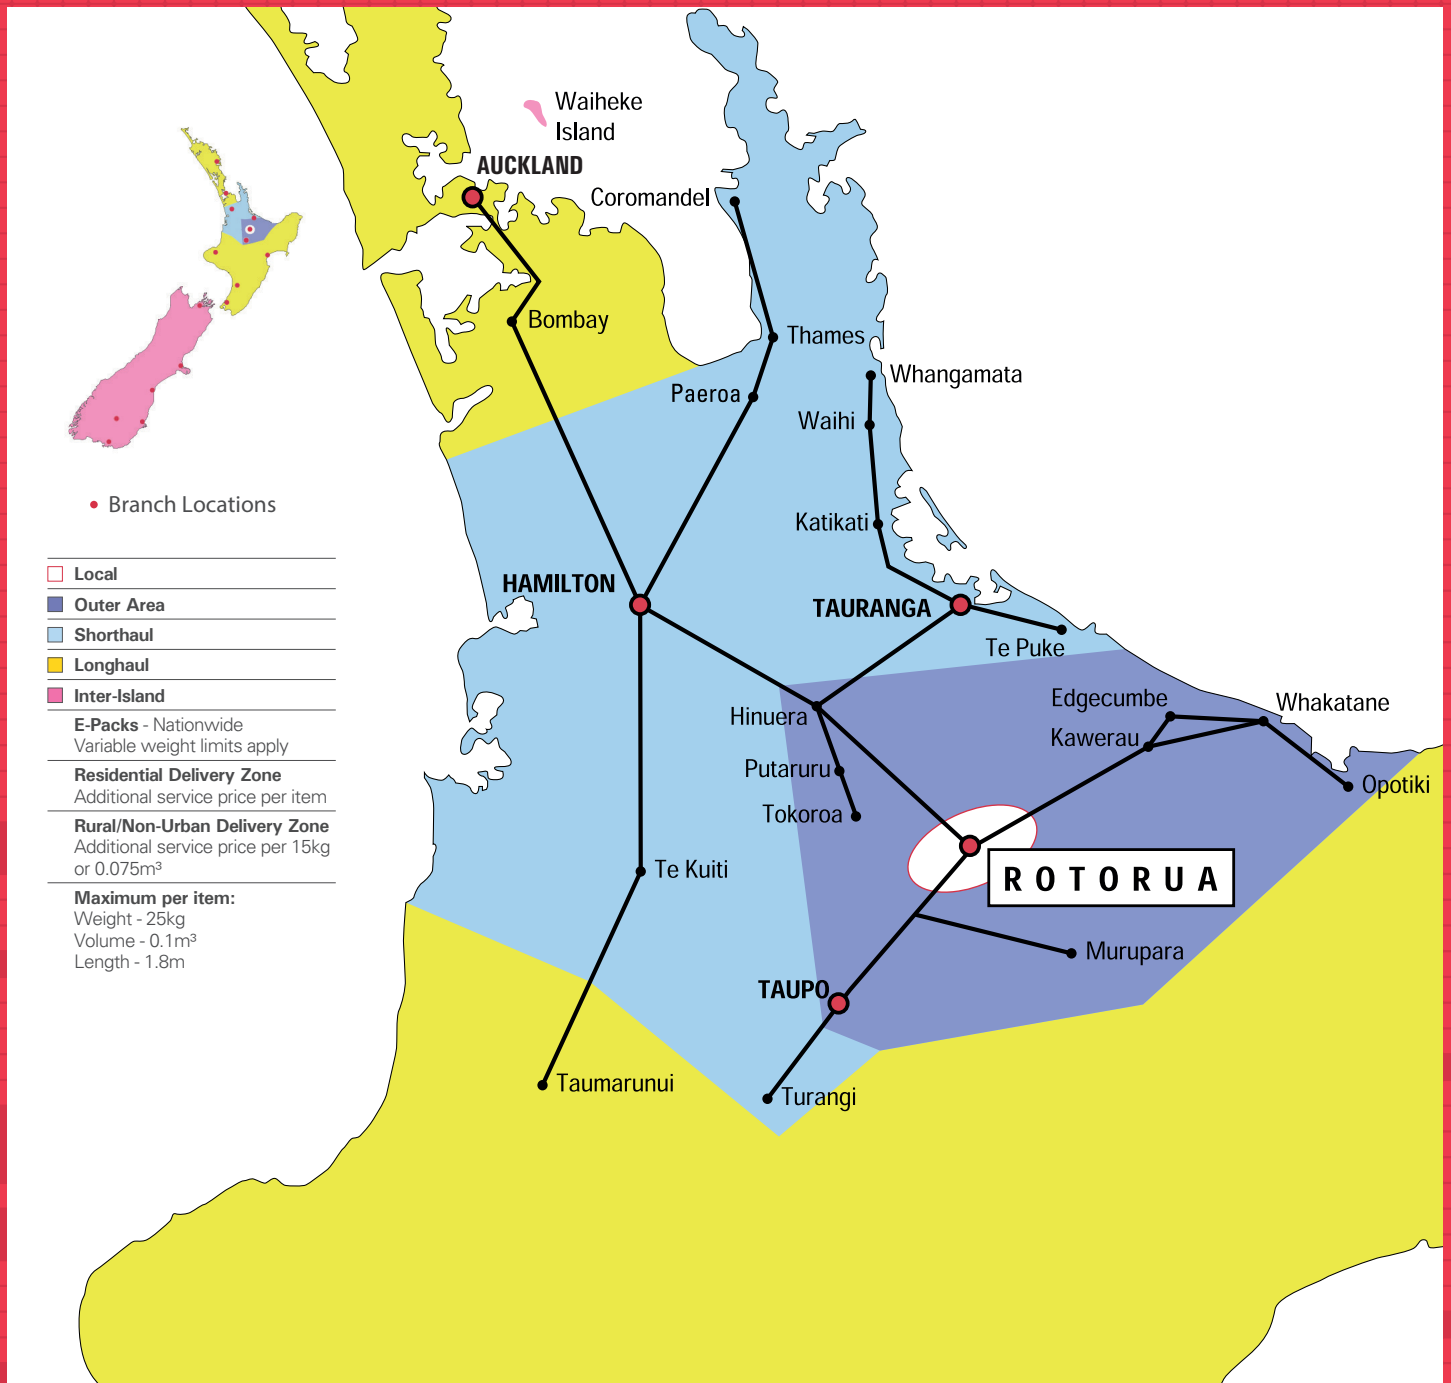 Waiheke
Island
AUCKLAND
Coromandel
Bombay
Thames
Whangamata
Paeroa
Waihi
• Branch Locations
Katikati
Local
HAMILTON
Outer Area
TAURANGA
Shorthaul
Te Puke
Longhaul
Inter-Island
Edgecumbe
Whakatane
Hinuera
E-Packs - Nationwide
Variable weight limits apply
Kawerau
Putaruru
Residential Delivery Zone
Additional service price per item
Opotiki
Tokoroa
Rural/Non-Urban Delivery Zone
Additional service price per 15kg
or 0.075m³
Te Kuiti
ROTORUA
Maximum per item:
Weight - 25kg
Volume - 0.1m³
Length - 1.8m
Murupara
TAUPO
Taumarunui
Turangi